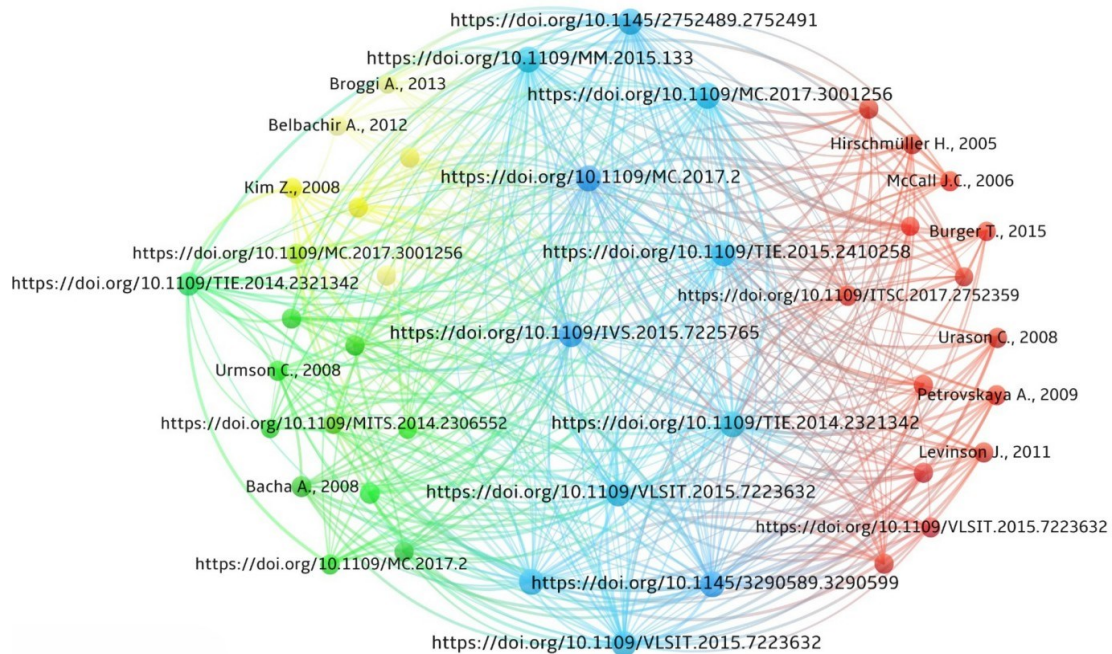 https://doi.org/10.1145/2752489.2752491
https://doi.org/10.1109/MM.2015.133
Broggi A., 2013
https://doi.org/10.1109/MC.2017.3001256
Belbachir A., 2012
Hirschmüller H., 2005
https://doi.org/10.1109/MC.2017.2
McCall J.C., 2006
Kim Z., 2008
Burger T., 2015
https://doi.org/10.1109/MC.2017.3001256
https://doi.org/10.1109/TIE.2015.2410258
https://doi.org/10.1109/TIE.2014.2321342
https://doi.org/10.1109/ITSC.2017.2752359
https://doi.org/10.1109/IVS.2015.7225765
Urason C., 2008
Urmson C., 2008
Petrovskaya A., 2009
https://doi.org/10.1109/MITS.2014.2306552
https://doi.org/10.1109/TIE.2014.2321342
Levinson J., 2011
Bacha A., 2008
https://doi.org/10.1109/VLSIT.2015.7223632
https://doi.org/10.1109/VLSIT.2015.7223632
https://doi.org/10.1109/MC.2017.2
https://doi.org/10.1145/3290589.3290599
https://doi.org/10.1109/VLSIT.2015.7223632